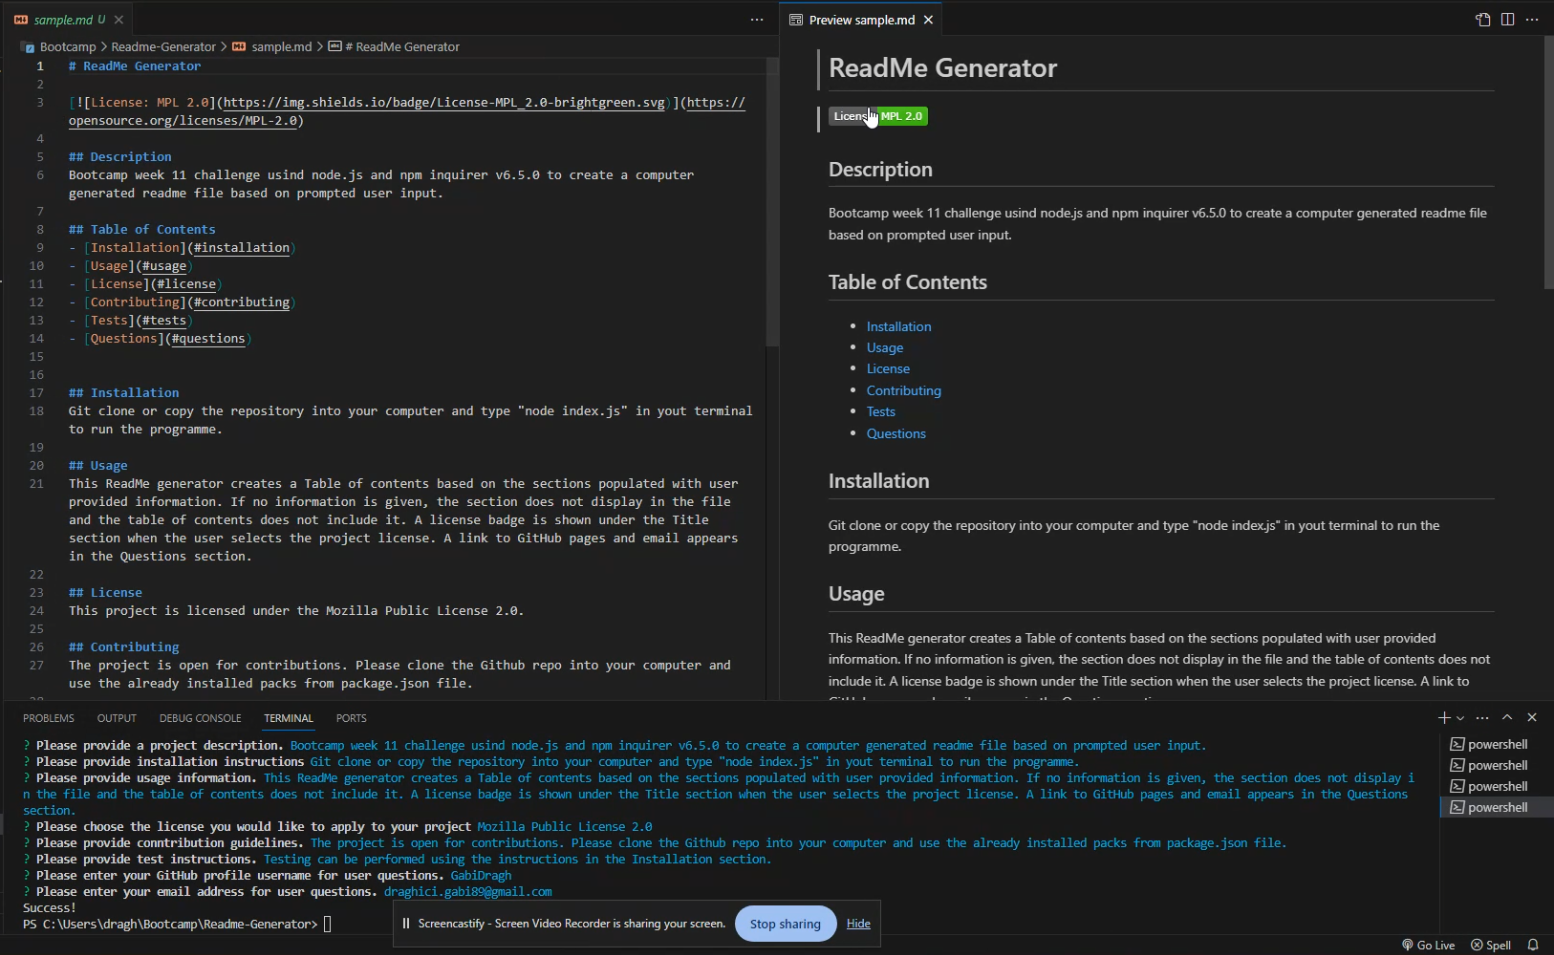 sample.md U
Bootcamp > Readme-Generator > sample.md > # ReadMe Generator
1 # ReadMe Generator
2
3 [![License: MPL 2.0](https://img.shields.io/badge/License-MPL_2.0-brightgreen.svg)](https://
opensource.org/licenses/MPL-2.0)
4
5 ## Description
6 Bootcamp week 11 challenge usind node.js and npm inquirer v6.5.0 to create a computer
generated readme file based on prompted user input.
7
8 ## Table of Contents
9 - [Installation](#installation)
10 - [Usage](#usage)
11 - [License](#license)
12 - [Contributing](#contributing)
13 - [Tests](#tests)
14 - [Questions](#questions)
15
16
17 ## Installation
18 Git clone or copy the repository into your computer and type "node index.js" in yout terminal
to run the programme.
19
20 ## Usage
21 This ReadMe generator creates a Table of contents based on the sections populated with user
provided information. If no information is given, the section does not display in the file
and the table of contents does not include it. A license badge is shown under the Title
section when the user selects the project license. A link to GitHub pages and email appears
in the Questions section.
22
23 ## License
24 This project is licensed under the Mozilla Public License 2.0.
25
26 ## Contributing
27 The project is open for contributions. Please clone the Github repo into your computer and
use the already installed packs from package.json file.
Preview sample.md
ReadMe Generator
MPL 2.0
Description
Bootcamp week 11 challenge usind node.js and npm inquirer v6.5.0 to create a computer generated readme file
based on prompted user input.
Table of Contents
• Installation
• Usage
• License
• Contributing
• Tests
• Questions
Installation
Git clone or copy the repository into your computer and type "node index.js" in yout terminal to run the
programme.
Usage
This ReadMe generator creates a Table of contents based on the sections populated with user provided
information. If no information is given, the section does not display in the file and the table of contents does not
include it. A license badge is shown under the Title section when the user selects the project license. A link to
PROBLEMS OUTPUT DEBUG CONSOLE TERMINAL PORTS
? Please provide a project description. Bootcamp week 11 challenge usind node.js and npm inquirer v6.5.0 to create a computer generated readme file based on prompted user input.
? Please provide installation instructions Git clone or copy the repository into your computer and type "node index.js" in yout terminal to run the programme.
? Please provide usage information. This ReadMe generator creates a Table of contents based on the sections populated with user provided information. If no information is given, the section does not display i
n the file and the table of contents does not include it. A license badge is shown under the Title section when the user selects the project license. A link to GitHub pages and email appears in the Questions
section.
? Please choose the license you would like to apply to your project Mozilla Public License 2.0
? Please provide conntribution guidelines. The project is open for contributions. Please clone the Github repo into your computer and use the already installed packs from package.json file.
? Please provide test instructions. Testing can be performed using the instructions in the Installation section.
? Please enter your GitHub profile username for user questions. GabiDragh
? Please enter your email address for user questions. draghici.gabi89@gmail.com
Success!
PS C:\Users\dragh\Bootcamp\Readme-Generator>
powershell
powershell
powershell
powershell
Screencastify - Screen Video Recorder is sharing your screen. Stop sharing Hide
Go Live Spell